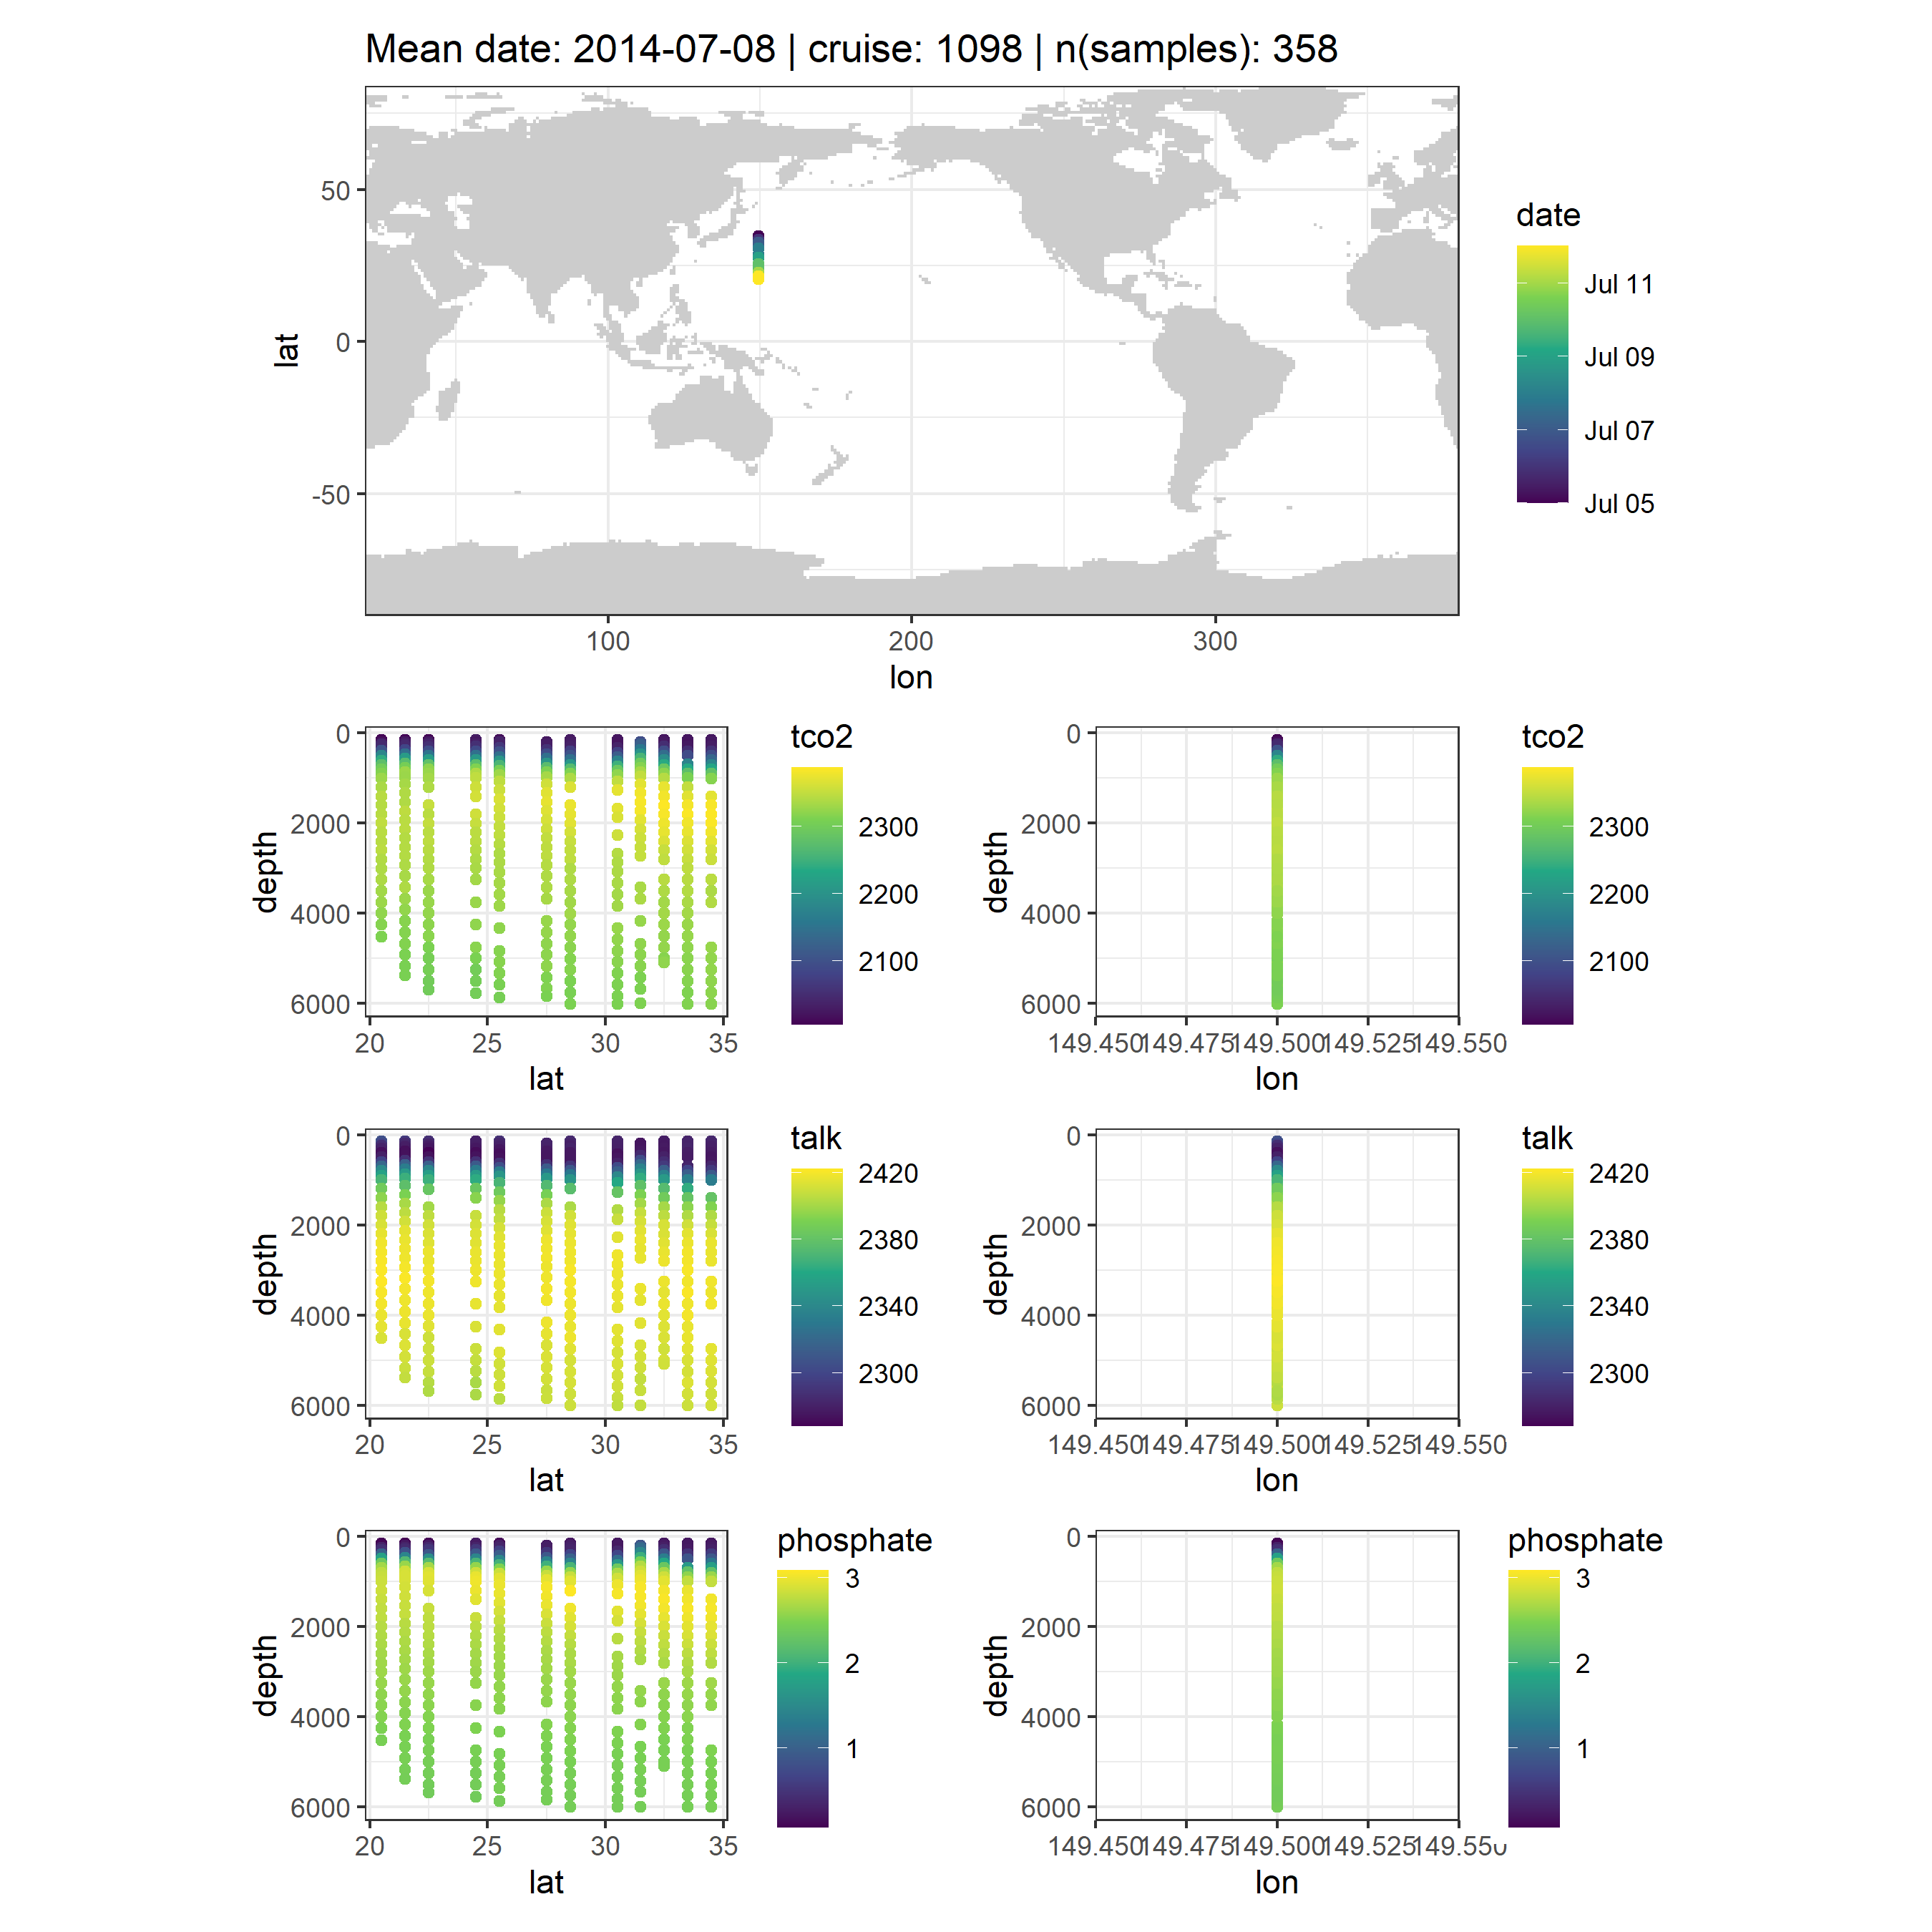 Mean date: 2014-07-08 | cruise: 1098 | n(samples): 358
50
0
-50
lat
100
200
300
lon
date
Jul 11
Jul 09
Jul 07
Jul 05
0
2000
4000
6000
depth
20
25
30
35
lat
tco2
2300
2200
2100
0
2000
4000
6000
depth
149.450
149.475
149.500
149.525
149.550
lon
tco2
2300
2200
2100
0
2000
4000
6000
depth
20
25
30
35
lat
talk
2420
2380
2340
2300
0
2000
4000
6000
depth
149.450
149.475
149.500
149.525
149.550
lon
talk
2420
2380
2340
2300
0
2000
4000
6000
depth
20
25
30
35
lat
phosphate
3
2
1
0
2000
4000
6000
depth
149.450
149.475
149.500
149.525
149.550
lon
phosphate
3
2
1